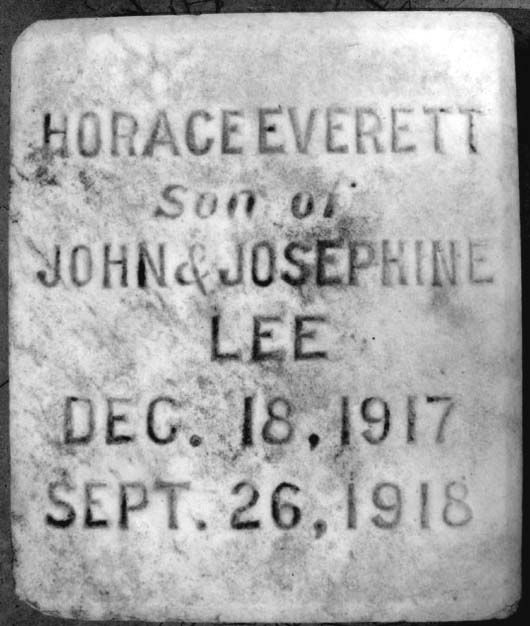 HORACE EVERETT
Son of
JOHN & JOSEPHINE
LEE
DEC. 18, 1917
SEPT. 26, 1918